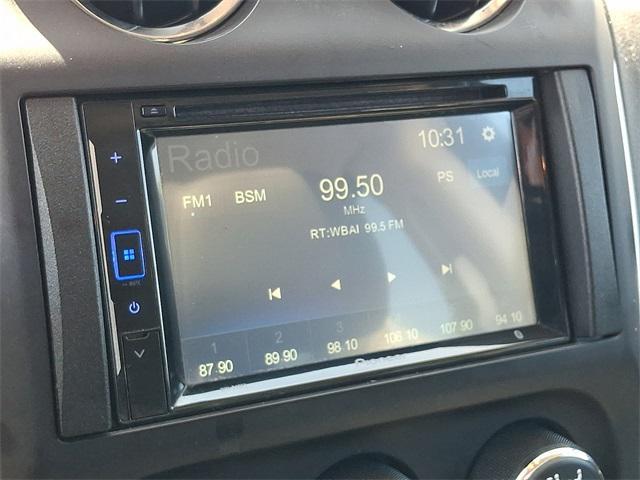 Radio 10:31
FM1 BSM 99.50 PS Local
MHz
RT:WBAI 99.5 FM
1 2 3
87.90 89.90 98.10 106.10 107.90 94.10
Pioneer